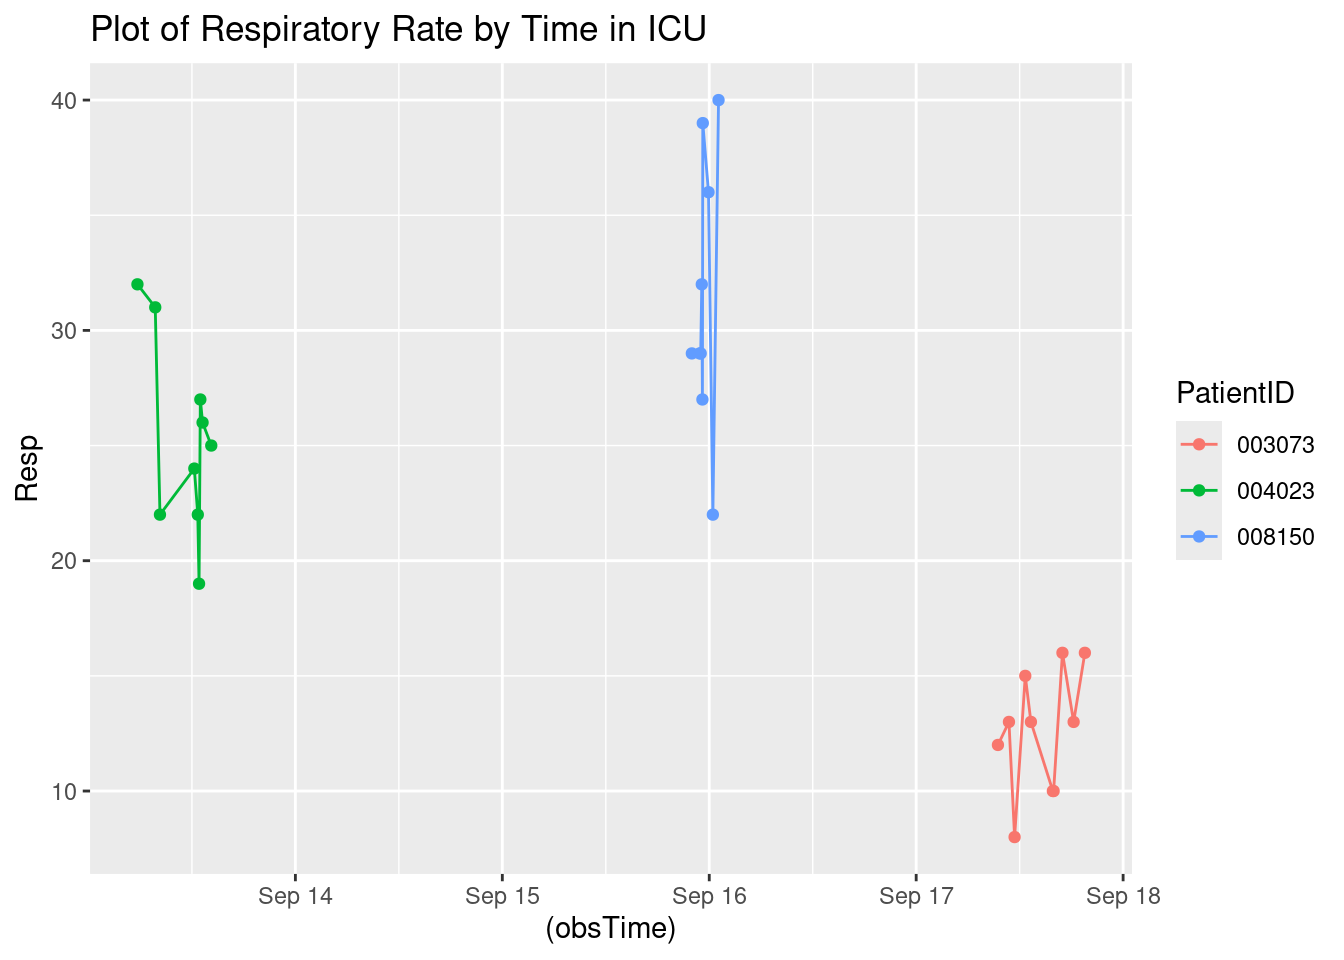 Plot of Respiratory Rate by Time in ICU
40
30
20
10
Resp
Sep 14 Sep 15 Sep 16 Sep 17 Sep 18
(obsTime)
PatientID
003073
004023
008150